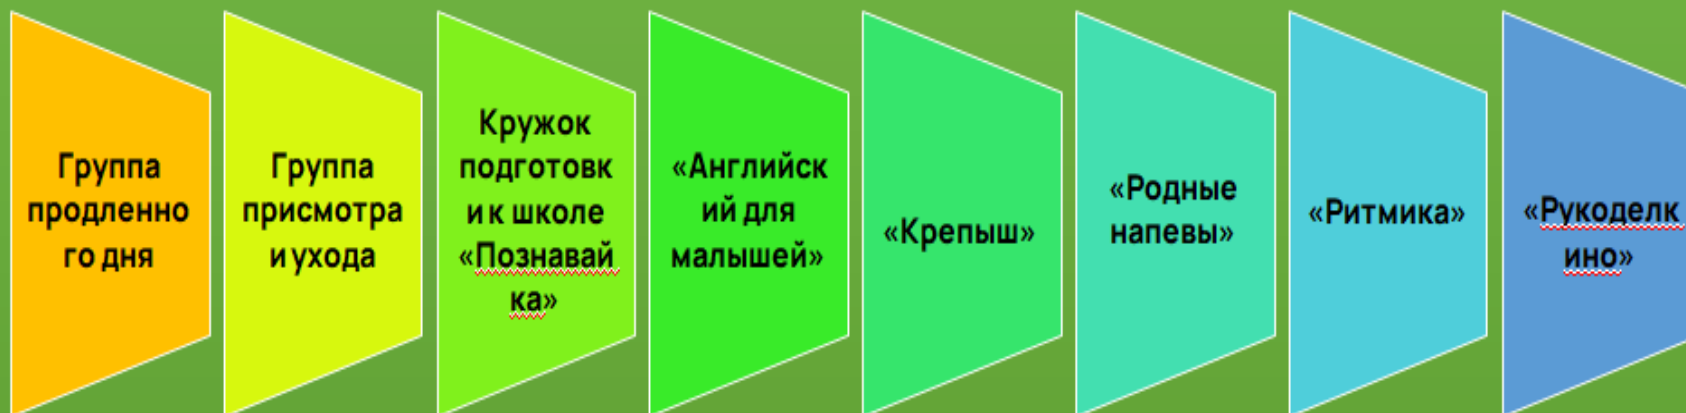 Группа
продленно
го дня
Группа
присмотра
и ухода
Кружок
подготовк
и к школе
«Познавай
ка»
«Английск
ий для
малышей»
«Крепыш»
«Родные
напевы»
«Ритмика»
«Рукоделк
ино»